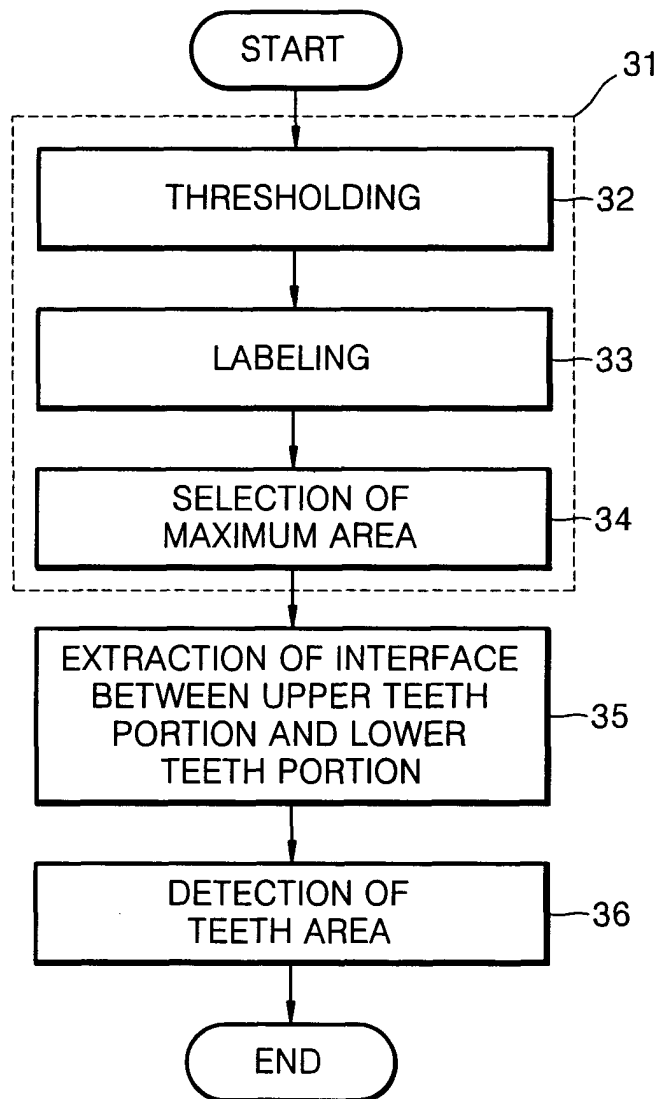 START
31
THRESHOLDING
32
LABELING
33
SELECTION OF
MAXIMUM AREA
34
EXTRACTION OF INTERFACE
BETWEEN UPPER TEETH
PORTION AND LOWER
TEETH PORTION
35
DETECTION OF
TEETH AREA
36
END